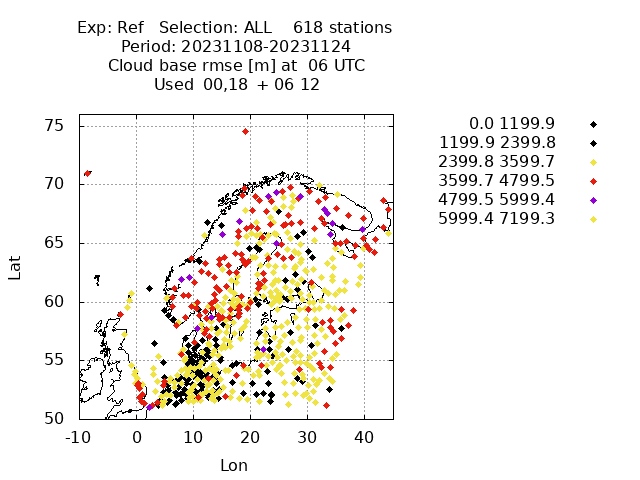 Exp: Ref   Selection: ALL    618 stations
Period: 20231108-20231124
Cloud base rmse [m] at  06 UTC
Used  00,18  + 06 12
0.0 1199.9
1199.9 2399.8
2399.8 3599.7
3599.7 4799.5
4799.5 5999.4
5999.4 7199.3
75
70
65
60
55
50
Lat
-10 0 10 20 30 40
Lon